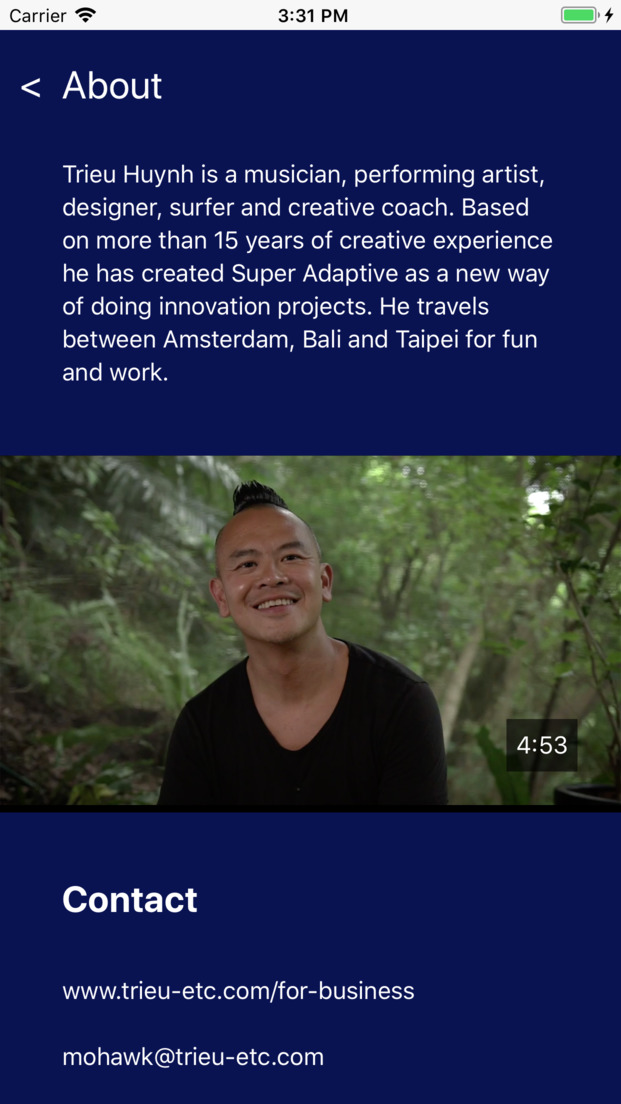 Carrier 3:31 PM
< About
Trieu Huynh is a musician, performing artist,
designer, surfer and creative coach. Based
on more than 15 years of creative experience
he has created Super Adaptive as a new way
of doing innovation projects. He travels
between Amsterdam, Bali and Taipei for fun
and work.
4:53
Contact
www.trieu-etc.com/for-business
mohawk@trieu-etc.com